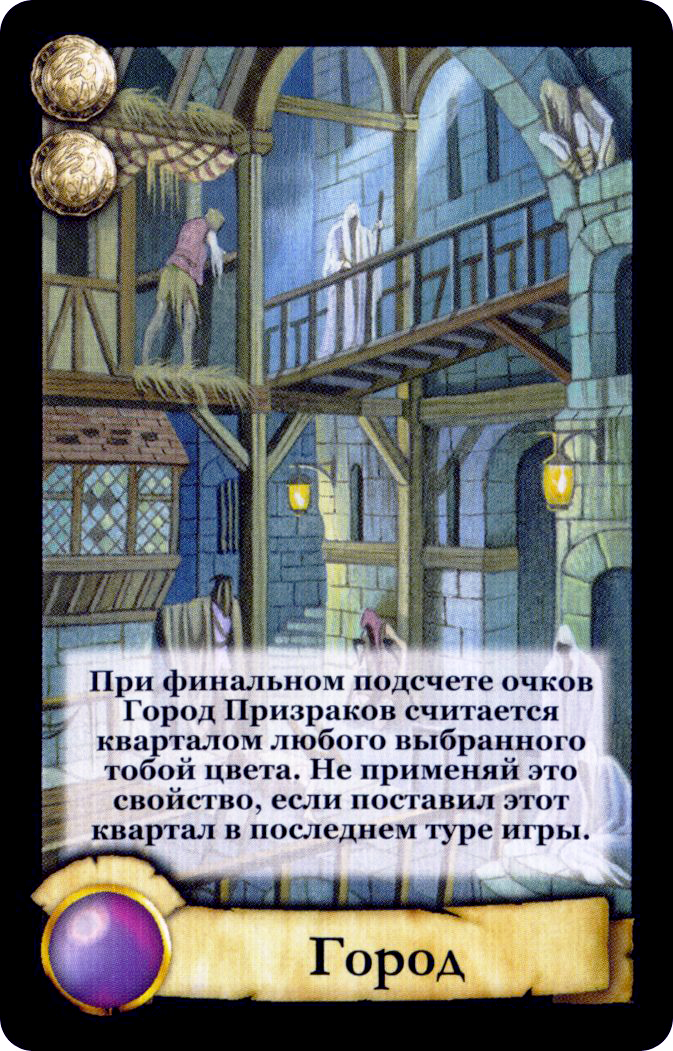 При финальном подсчете очков
Город Призраков считается
кварталом любого выбранного
тобой цвета. Не применяй это
свойство, если поставил этот
квартал в последнем туре игры.
Город